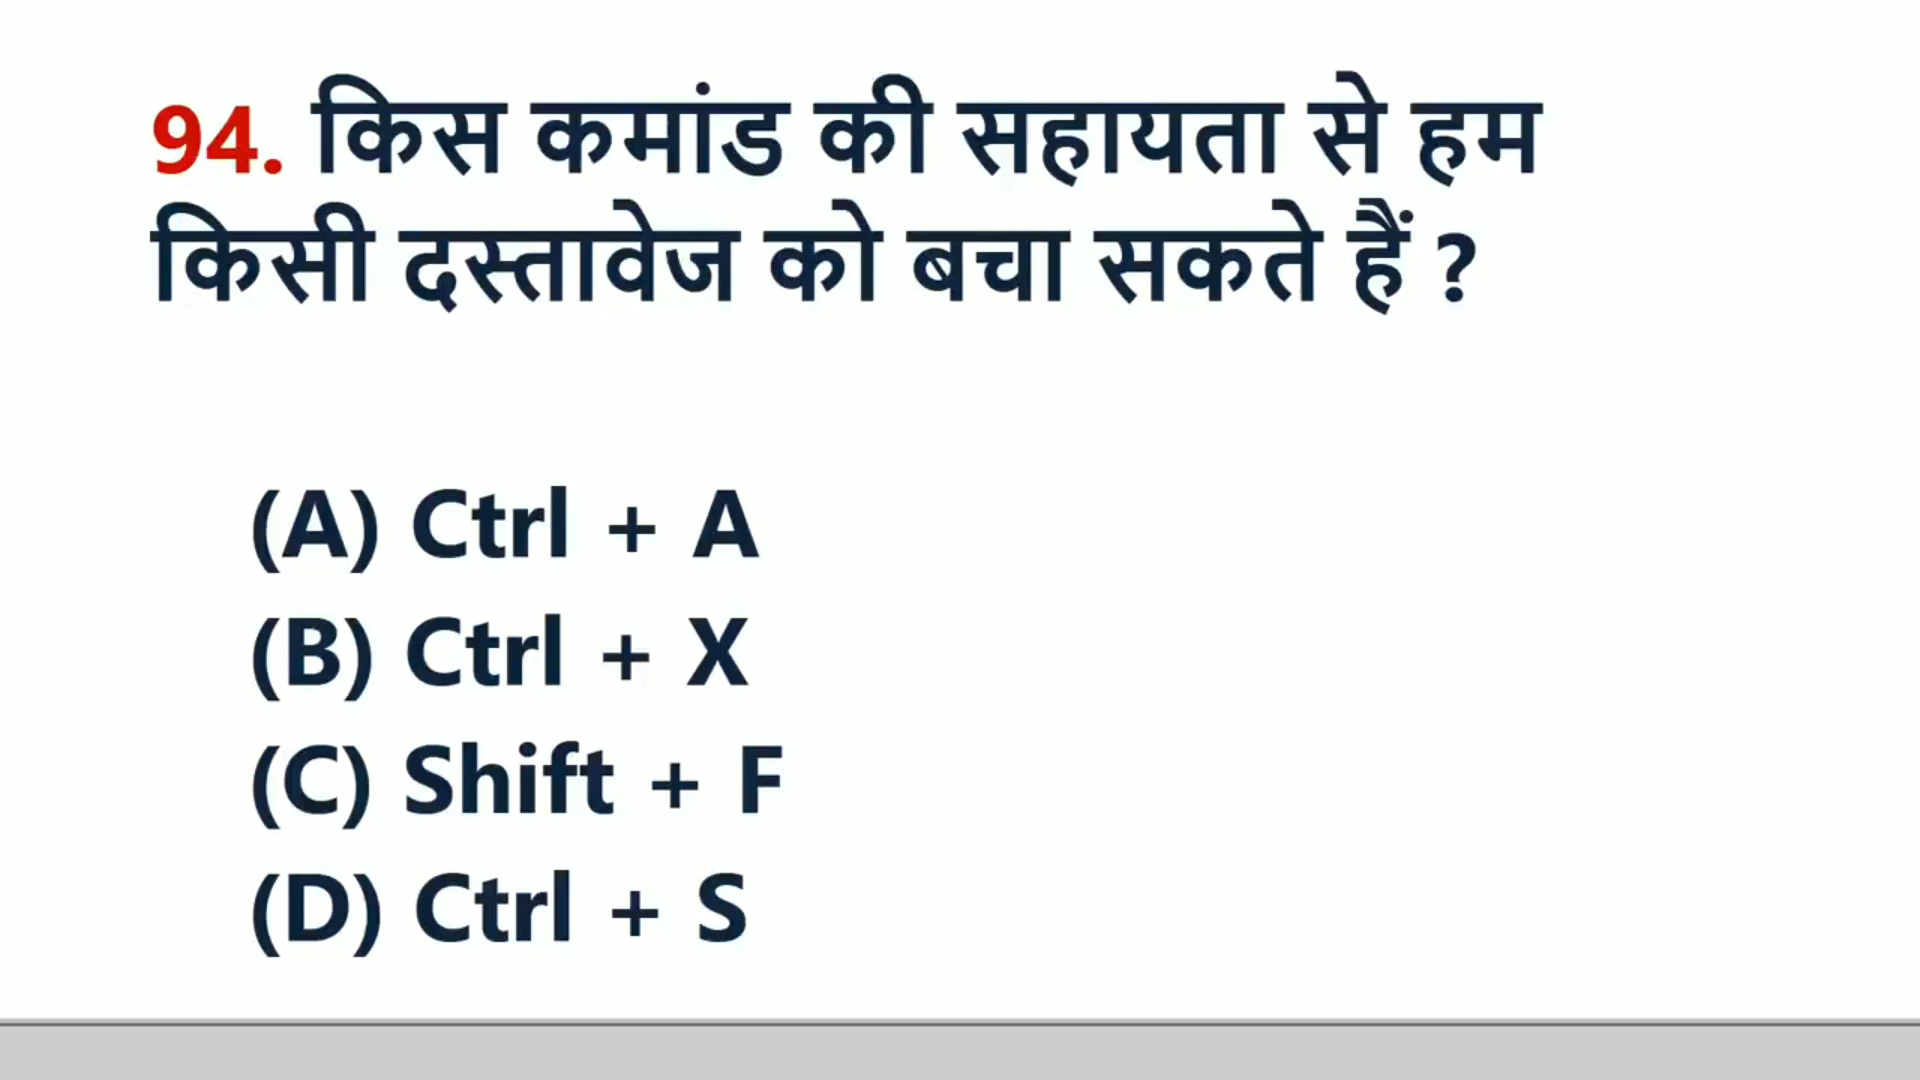 94. किस कमांड की सहायता से हम
किसी दस्तावेज को बचा सकते हैं ?
(A) Ctrl + A
(B) Ctrl + X
(C) Shift + F
(D) Ctrl + S